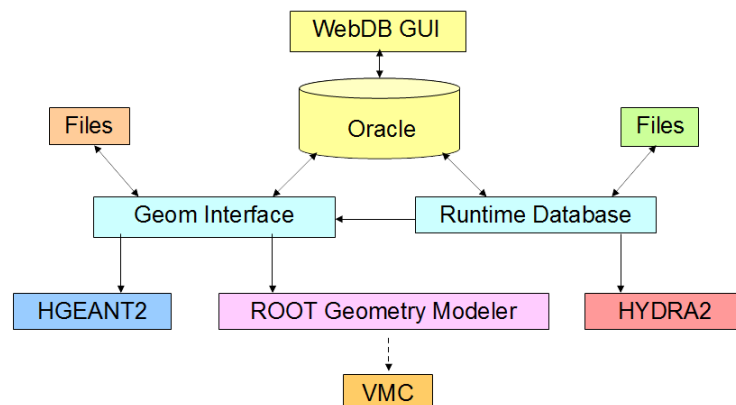 WebDB GUI
Oracle
Files
Files
Geom Interface
Runtime Database
HGEANT2
ROOT Geometry Modeler
HYDRA2
VMC